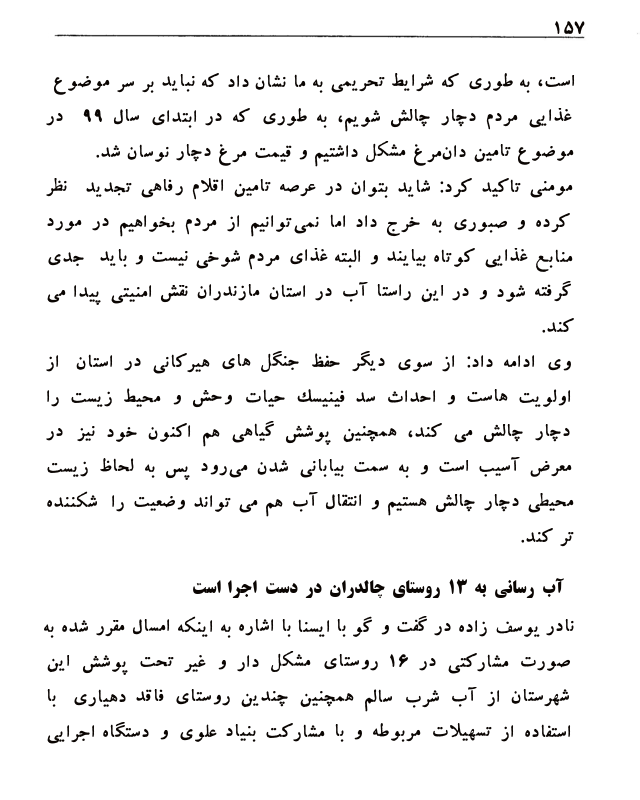 ۱۵۷
است، به طوری که شرایط تحریمی به ما نشان داد که نباید بر سر موضوع
غذایی مردم دچار چالش شویم، به طوری که در ابتدای سال ۹۹ در
موضوع تامین دان‌مرغ مشکل داشتیم و قیمت مرغ دچار نوسان شد.
مومنی تاکید کرد: شاید بتوان در عرصه تامین اقلام رفاهی تجدید نظر
کرده و صبوری به خرج داد اما نمی‌توانیم از مردم بخواهیم در مورد
منابع غذایی کوتاه بیایند و البته غذای مردم شوخی نیست و باید جدی
گرفته شود و در این راستا آب در استان مازندران نقش امنیتی پیدا می
کند.
وی ادامه داد: از سوی دیگر حفظ جنگل های هیرکانی در استان از
اولویت هاست و احداث سد فینیسک حیات وحش و محیط زیست را
دچار چالش می کند، همچنین پوشش گیاهی هم اکنون خود نیز در
معرض آسیب است و به سمت بیابانی شدن می‌رود پس به لحاظ زیست
محیطی دچار چالش هستیم و انتقال آب هم می تواند وضعیت را شکننده
تر کند.
آب رسانی به ۱۳ روستای چالدران در دست اجرا است
نادر یوسف زاده در گفت و گو با ایسنا با اشاره به اینکه امسال مقرر شده به
صورت مشارکتی در ۱۶ روستای مشکل دار و غیر تحت پوشش این
شهرستان از آب شرب سالم همچنین چندین روستای فاقد دهیاری با
استفاده از تسهیلات مربوطه و با مشارکت بنیاد علوی و دستگاه اجرایی